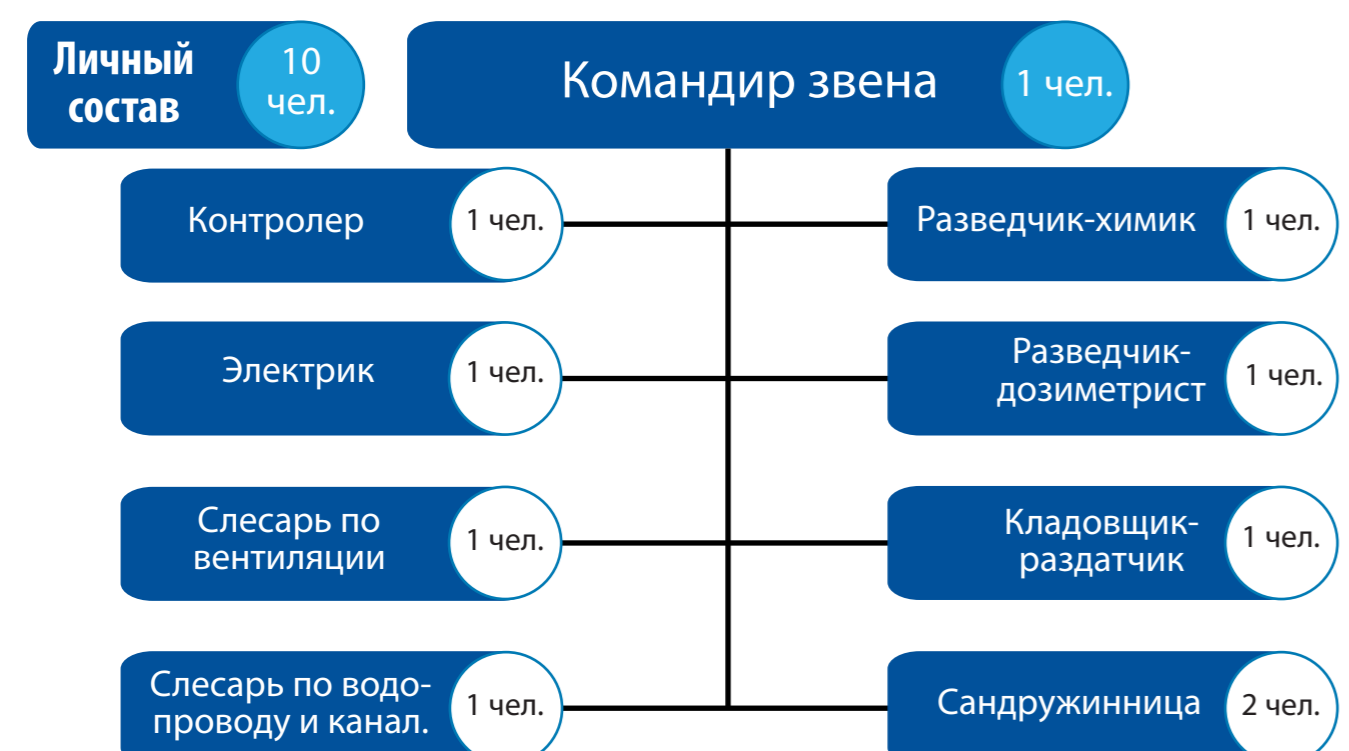 Личный
состав
10
чел.
Командир звена
1 чел.
Контролер
1 чел.
Разведчик-химик
1 чел.
Электрик
1 чел.
Разведчик-
дозиметрист
1 чел.
Слесарь по
вентиляции
1 чел.
Кладовщик-
раздатчик
1 чел.
Слесарь по водо-
проводу и канал.
1 чел.
Сандружинница
2 чел.